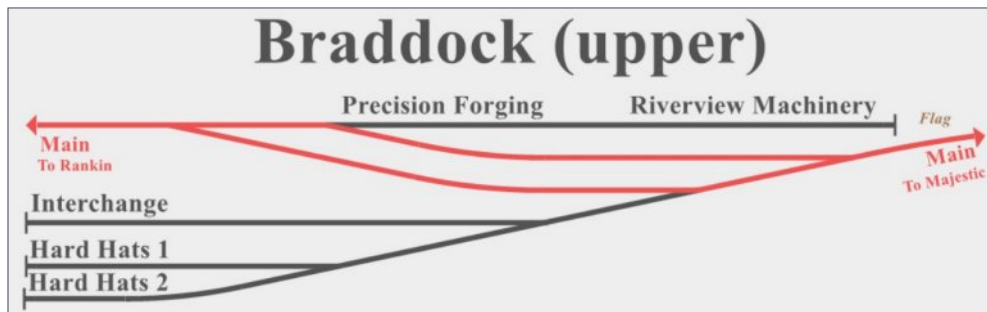 Braddock (upper)
Precision Forging
Riverview Machinery
Flag
Main
To Rankin
Main
To Majestic
Interchange
Hard Hats 1
Hard Hats 2